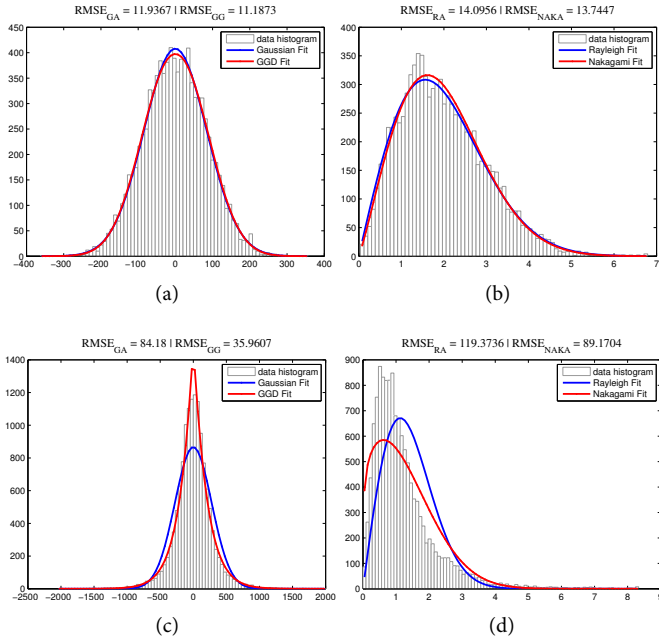 RMSE_GA = 11.9367 | RMSE_GG = 11.1873
450
400
350
300
250
200
150
100
50
0
−400 −300 −200 −100 0 100 200 300 400
data histogram
Gaussian Fit
GGD Fit
(a)
RMSE_RA = 14.0956 | RMSE_NAKA = 13.7447
400
350
300
250
200
150
100
50
0
0 1 2 3 4 5 6 7
data histogram
Rayleigh Fit
Nakagami Fit
(b)
RMSE_GA = 84.18 | RMSE_GG = 35.9607
1400
1200
1000
800
600
400
200
0
−2500 −2000 −1500 −1000 −500 0 500 1000 1500 2000
data histogram
Gaussian Fit
GGD Fit
(c)
RMSE_RA = 119.3736 | RMSE_NAKA = 89.1704
900
800
700
600
500
400
300
200
100
0
0 1 2 3 4 5 6 7 8 9
data histogram
Rayleigh Fit
Nakagami Fit
(d)